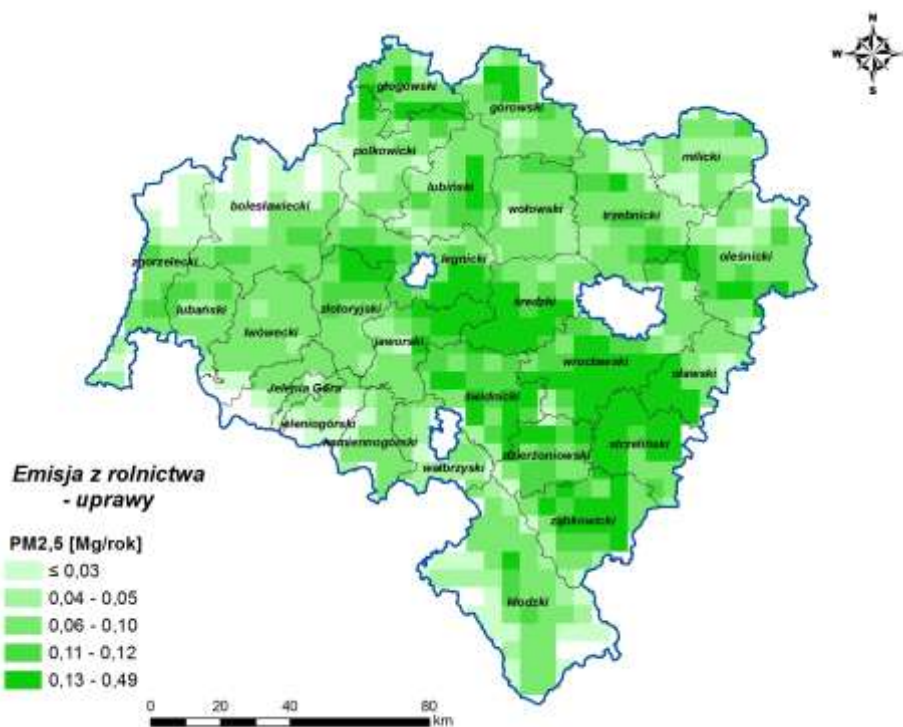 N
W
E
S
głogowski
górowski
polkowicki
milicki
lubiński
bolesławiecki
wołowski
trzebnicki
zgorzelecki
legnicki
oleśnicki
lubański
złotoryjski
średzki
lwówecki
jaworski
wrocławski
oławski
Jelenia Góra
świdnicki
jeleniogórski
kamiennogórski
strzeliński
dzierżoniowski
wałbrzyski
Emisja z rolnictwa
- uprawy
ząbkowicki
PM2,5 [Mg/rok]
≤ 0,03
0,04 - 0,05
kłodzki
0,06 - 0,10
0,11 - 0,12
0,13 - 0,49
0 20 40 80
km